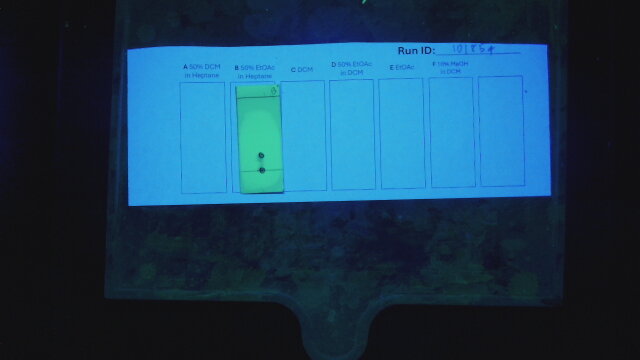 Run ID:
A 50% DCM in Heptane
B 50% EtOAc in Heptane
C DCM
D 50% EtOAc in DCM
E EtOAc
F 10% MeOH in DCM
B